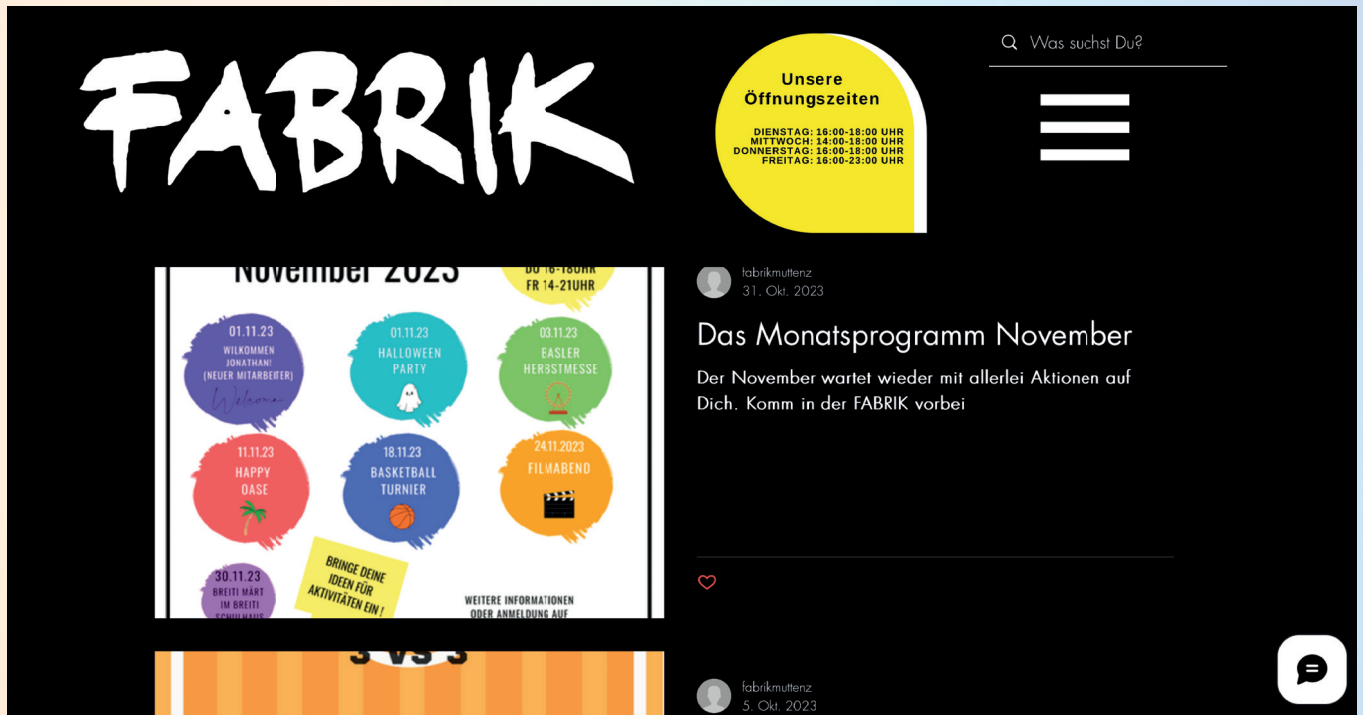 FABRIK
Unsere
Öffnungszeiten
DIENSTAG: 16:00-18:00 UHR
MITTWOCH: 14:00-18:00 UHR
DONNERSTAG: 16:00-18:00 UHR
FREITAG: 16:00-23:00 UHR
Was suchst Du?
November 2023
DO 16-18UHR
FR 14-21UHR
01.11.23
WILKOMMEN
JONATHAN!
(NEUER MITARBEITER)
Welcome
01.11.23
HALLOWEEN
PARTY
03.11.23
EASLER
HERBSTMESSE
11.11.23
HAPPY
OASE
18.11.23
BASKETBALL
TURNIER
24.11.2023
FILMABEND
30.11.23
BREITI MÄRT
IM BREITI
SCHULHAUS
BRINGE DEINE
IDEEN FÜR
AKTIVITÄTEN EIN !
WEITERE INFORMATIONEN
ODER ANMELDUNG AUF
fabrikmuttenz
31. Okt. 2023
Das Monatsprogramm November
Der November wartet wieder mit allerlei Aktionen auf
Dich. Komm in der FABRIK vorbei
3 VS 3
fabrikmuttenz
5. Okt. 2023